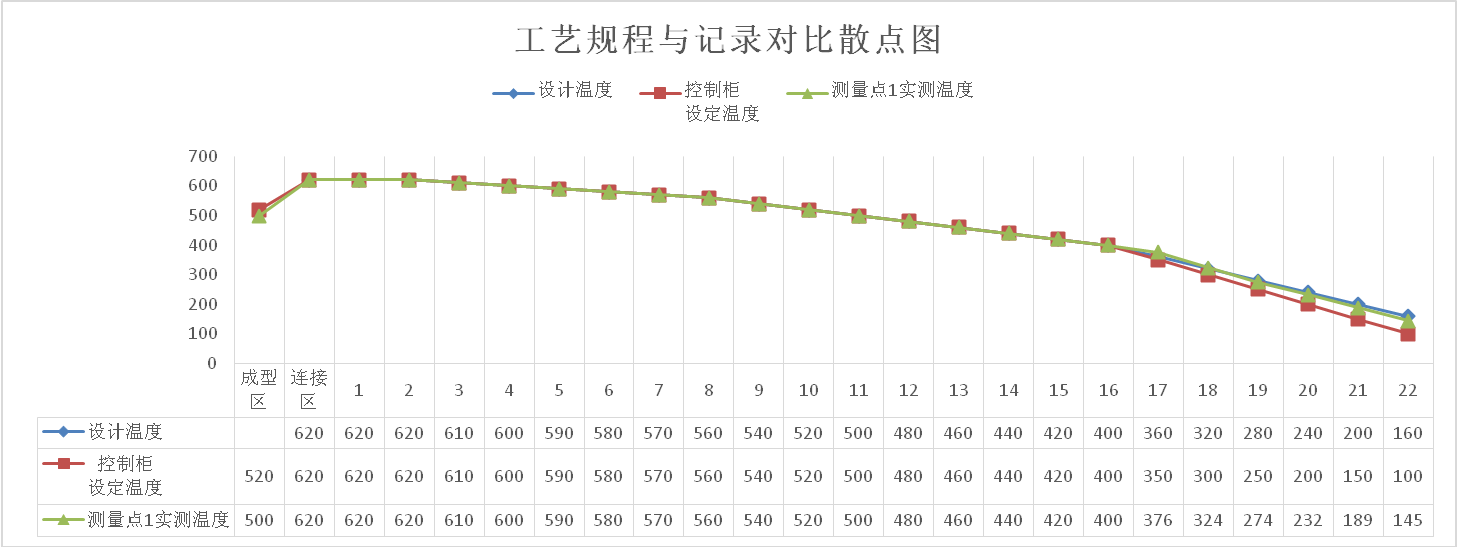 工艺规程与记录对比散点图
设计温度 控制柜 测量点1实测温度
设定温度
700
600
500
400
300
200
100
0
成型区 连接区 1 2 3 4 5 6 7 8 9 10 11 12 13 14 15 16 17 18 19 20 21 22
设计温度 620 620 620 610 600 590 580 570 560 540 520 500 480 460 440 420 400 360 320 280 240 200 160
控制柜
设定温度 520 620 620 620 610 600 590 580 570 560 540 520 500 480 460 440 420 400 350 300 250 200 150 100
测量点1实测温度 500 620 620 620 610 600 590 580 570 560 540 520 500 480 460 440 420 400 376 324 274 232 189 145